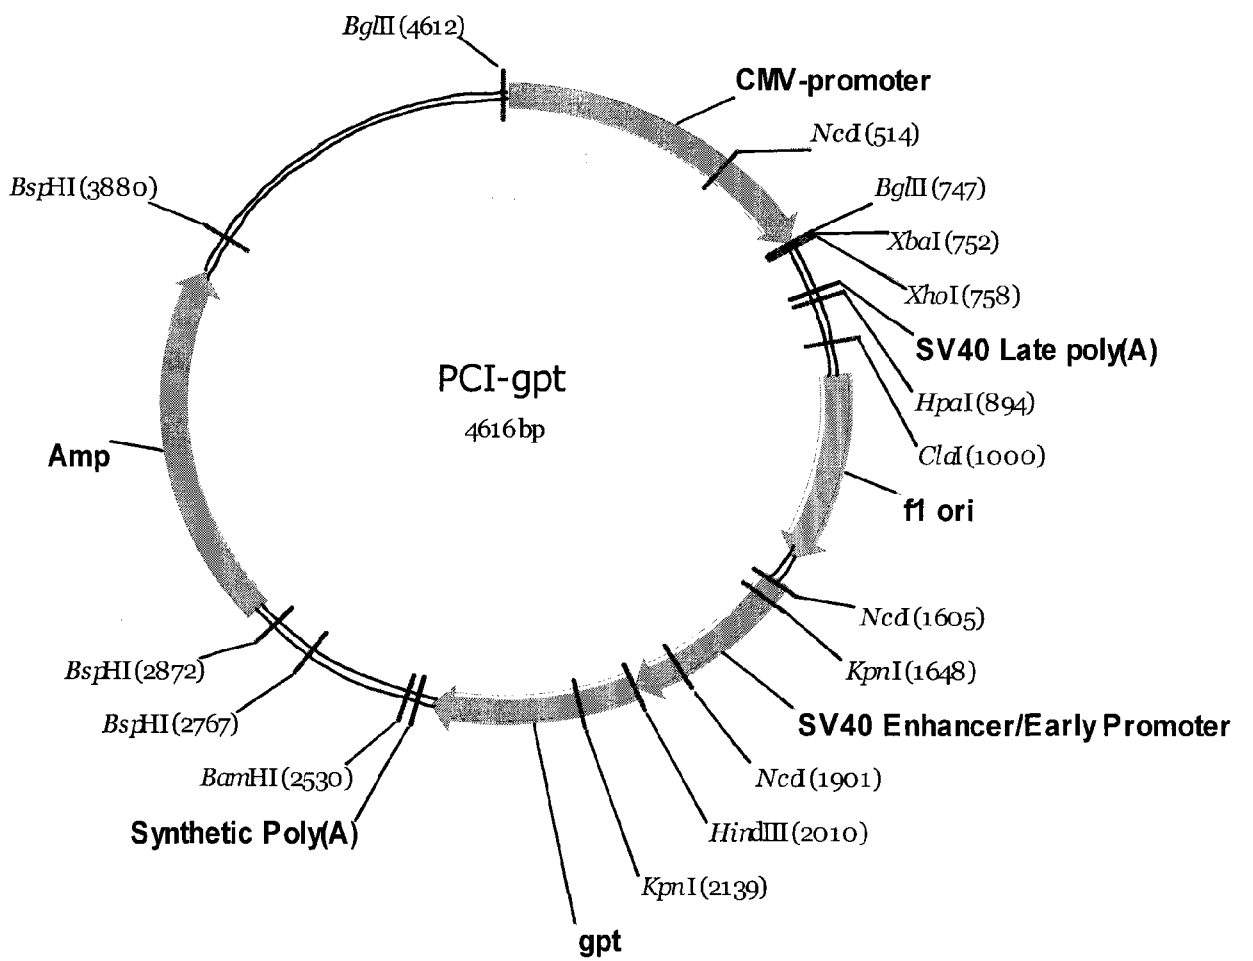 BglII(4612)
CMV-promoter
NcoI(514)
BglII(747)
BspHI(3880)
XbaI(752)
XhoI(758)
SV40 Late poly(A)
PCI-gpt
HpaI(894)
4616bp
ClaI(1000)
Amp
f1 ori
NcoI(1605)
BspHI(2872)
KpnI(1648)
BspHI(2767)
SV40 Enhancer/Early Promoter
BamHI(2530)
NcoI(1901)
Synthetic Poly(A)
HindIII(2010)
KpnI(2139)
gpt